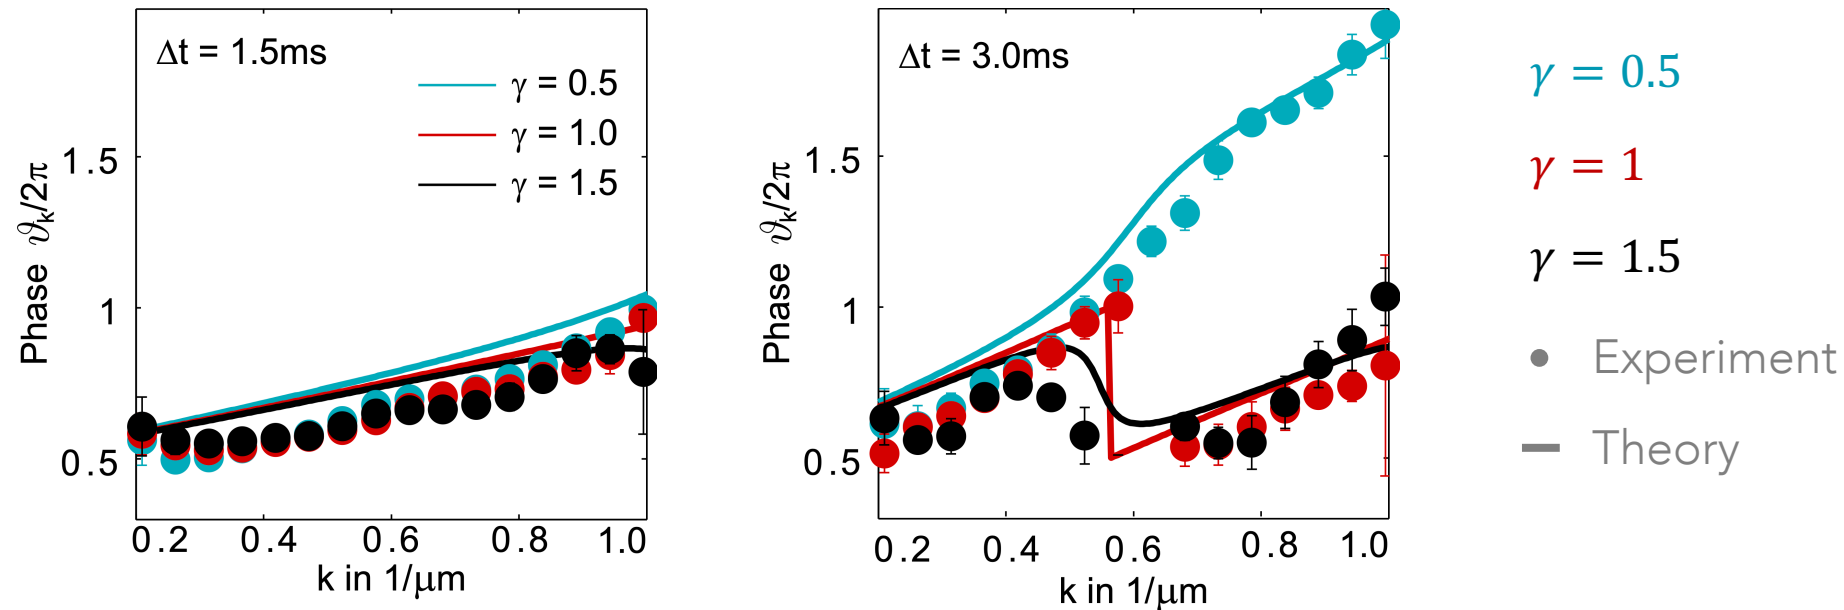 Δt = 1.5ms
γ = 0.5
γ = 1.0
γ = 1.5
Phase ϑk/2π
1.5
1
0.5
0.2 0.4 0.6 0.8 1.0
k in 1/μm
Δt = 3.0ms
Phase ϑk/2π
1.5
1
0.5
0.2 0.4 0.6 0.8 1.0
k in 1/μm
γ = 0.5
γ = 1
γ = 1.5
Experiment
Theory